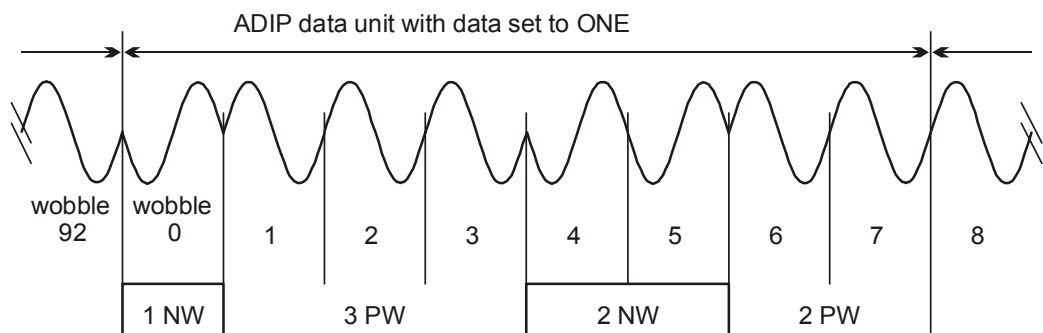 ADIP data unit with data set to ONE
wobble wobble
92 0 1 2 3 4 5 6 7 8
1 NW 3 PW 2 NW 2 PW